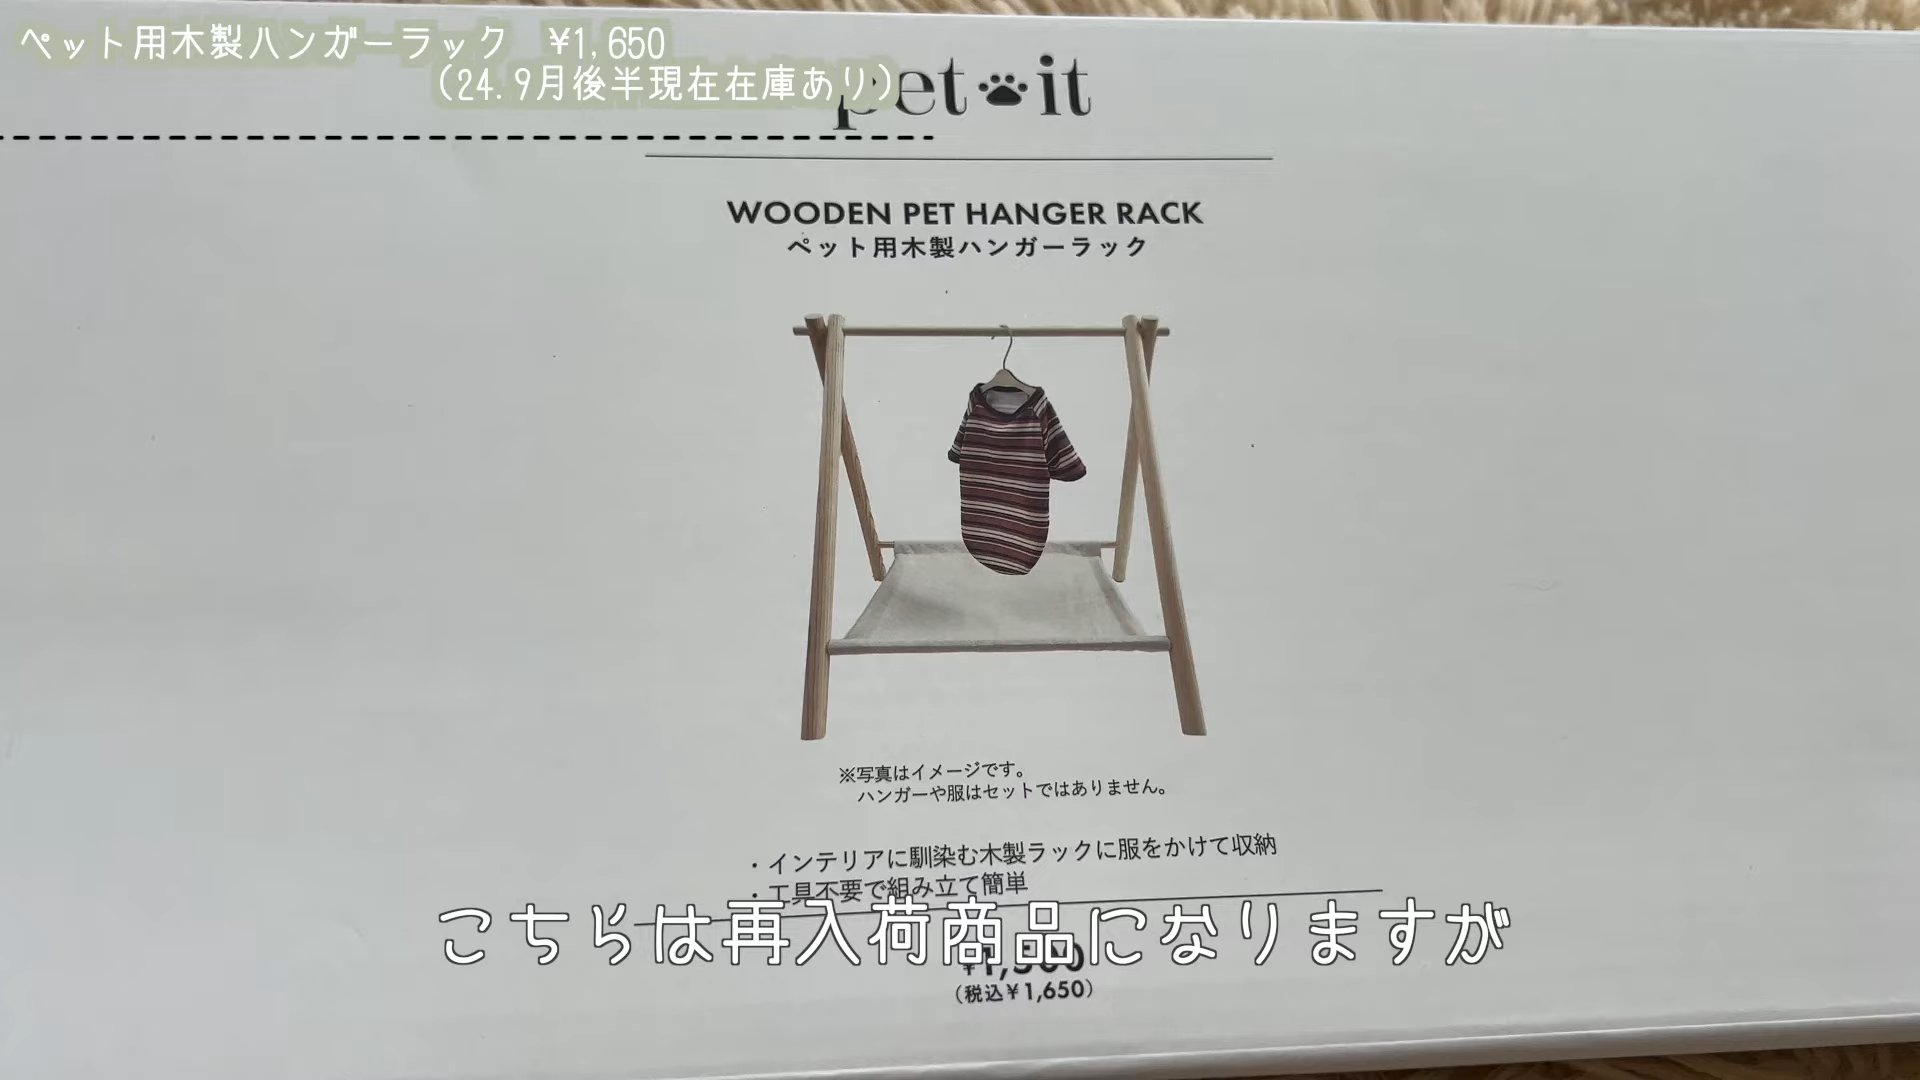 ペット用木製ハンガーラック ¥1,650
(24.9月後半現在在庫あり)
pet it
WOODEN PET HANGER RACK
ペット用木製ハンガーラック
※写真はイメージです。
ハンガーや服はセットではありません。
・インテリアに馴染む木製ラックに服をかけて収納
・工具不要で組み立て簡単
こちらは再入荷商品になりますが
¥1,500
(税込¥1,650)